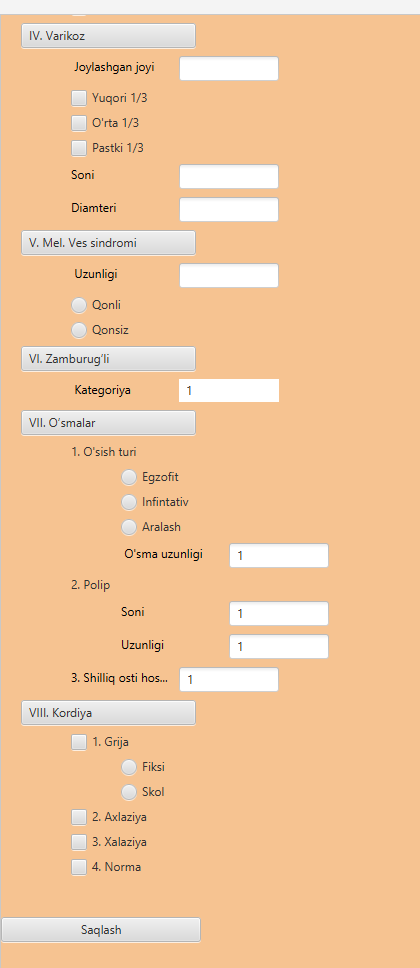 IV. Varikoz
Joylashgan joyi
Yuqori 1/3
O'rta 1/3
Pastki 1/3
Soni
Diamteri
V. Mel. Ves sindromi
Uzunligi
Qonli
Qonsiz
VI. Zamburug‘li
Kategoriya 1
VII. O‘smalar
1. O'sish turi
Egzofit
Infintativ
Aralash
O'sma uzunligi 1
2. Polip
Soni 1
Uzunligi 1
3. Shilliq osti hos... 1
VIII. Kordiya
1. Grija
Fiksi
Skol
2. Axlaziya
3. Xalaziya
4. Norma
Saqlash